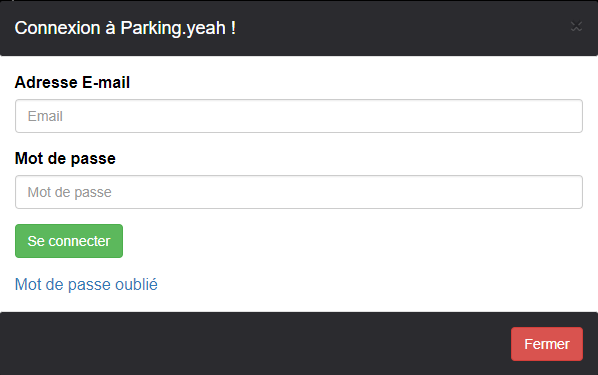 Connexion à Parking.yeah !
×
Adresse E-mail
Email
Mot de passe
Mot de passe
Se connecter
Mot de passe oublié
Fermer